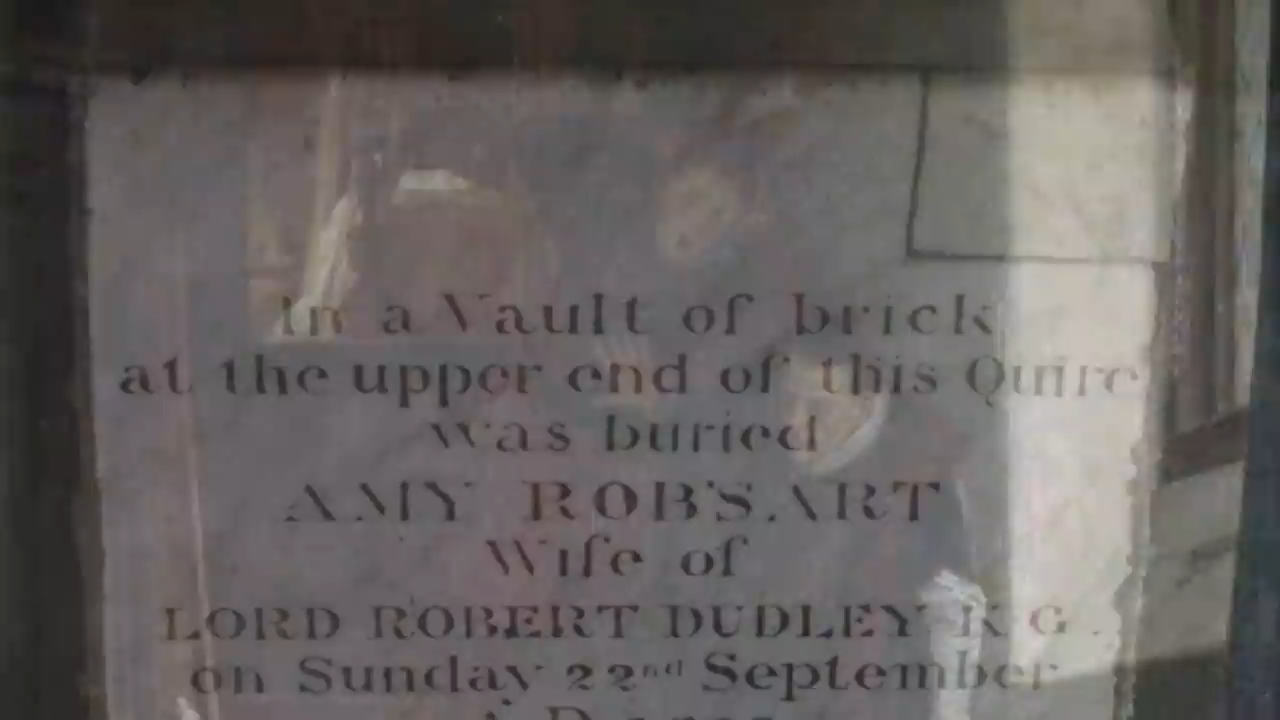 In a Vault of brick
at the upper end of this Quire
was buried
AMY ROBSART
Wife of
LORD ROBERT DUDLEY K.G.
on Sunday 22nd September